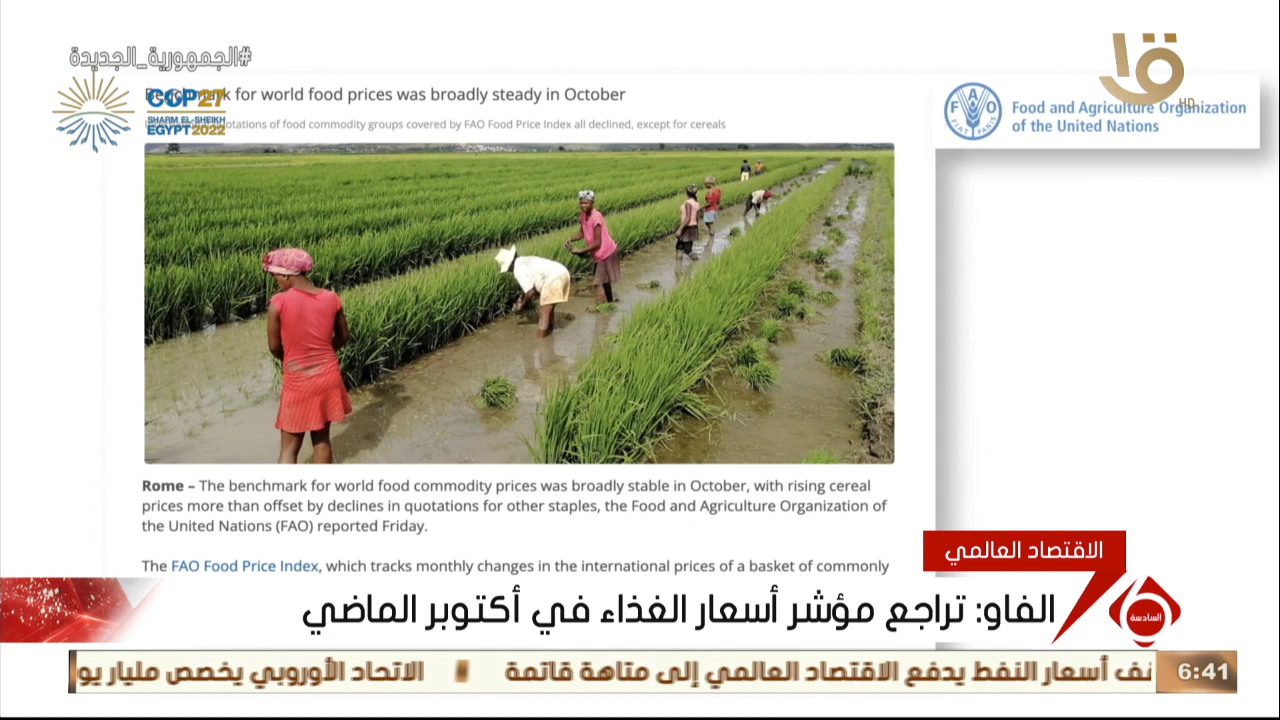 #الجمهورية_الجديدة
COP27
SHARM EL-SHEIKH
EGYPT2022
HD
for world food prices was broadly steady in October
quotations of food commodity groups covered by FAO Food Price Index all declined, except for cereals
FAO
FIAT PANIS
Food and Agriculture Organization
of the United Nations
Rome – The benchmark for world food commodity prices was broadly stable in October, with rising cereal
prices more than offset by declines in quotations for other staples, the Food and Agriculture Organization of
the United Nations (FAO) reported Friday.
The FAO Food Price Index, which tracks monthly changes in the international prices of a basket of commonly
الاقتصاد العالمي
الفاو: تراجع مؤشر أسعار الغذاء في أكتوبر الماضي
السادسة
أسعار النفط يدفع الاقتصاد العالمي إلى متاهة قاتمة
الاتحاد الأوروبي يخصص مليار
6:41